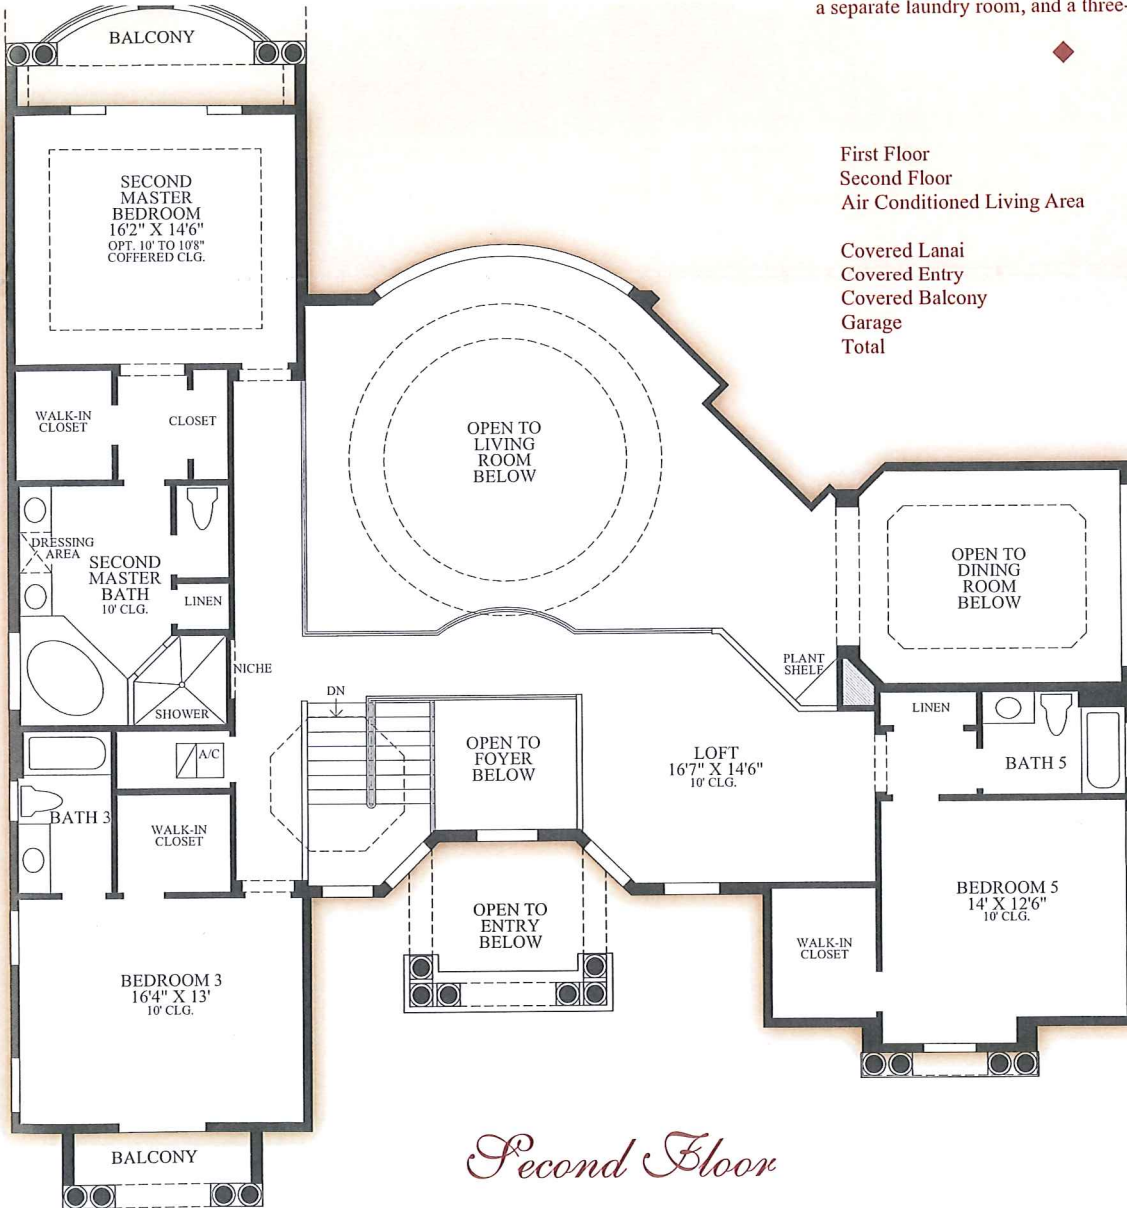 a separate laundry room, and a three-
First Floor
Second Floor
Air Conditioned Living Area
Covered Lanai
Covered Entry
Covered Balcony
Garage
Total
BALCONY
SECOND
MASTER
BEDROOM
16'2" X 14'6"
OPT. 10' TO 10'8"
COFFERED CLG.
WALK-IN
CLOSET
CLOSET
OPEN TO
LIVING
ROOM
BELOW
DRESSING
AREA
SECOND
MASTER
BATH
10' CLG.
LINEN
OPEN TO
DINING
ROOM
BELOW
NICHE
SHOWER
PLANT
SHELF
DN
A/C
OPEN TO
FOYER
BELOW
LOFT
16'7" X 14'6"
10' CLG.
LINEN
BATH 5
BATH 3
WALK-IN
CLOSET
OPEN TO
ENTRY
BELOW
BEDROOM 5
14' X 12'6"
10' CLG.
WALK-IN
CLOSET
BEDROOM 3
16'4" X 13'
10' CLG.
BALCONY
Second Floor